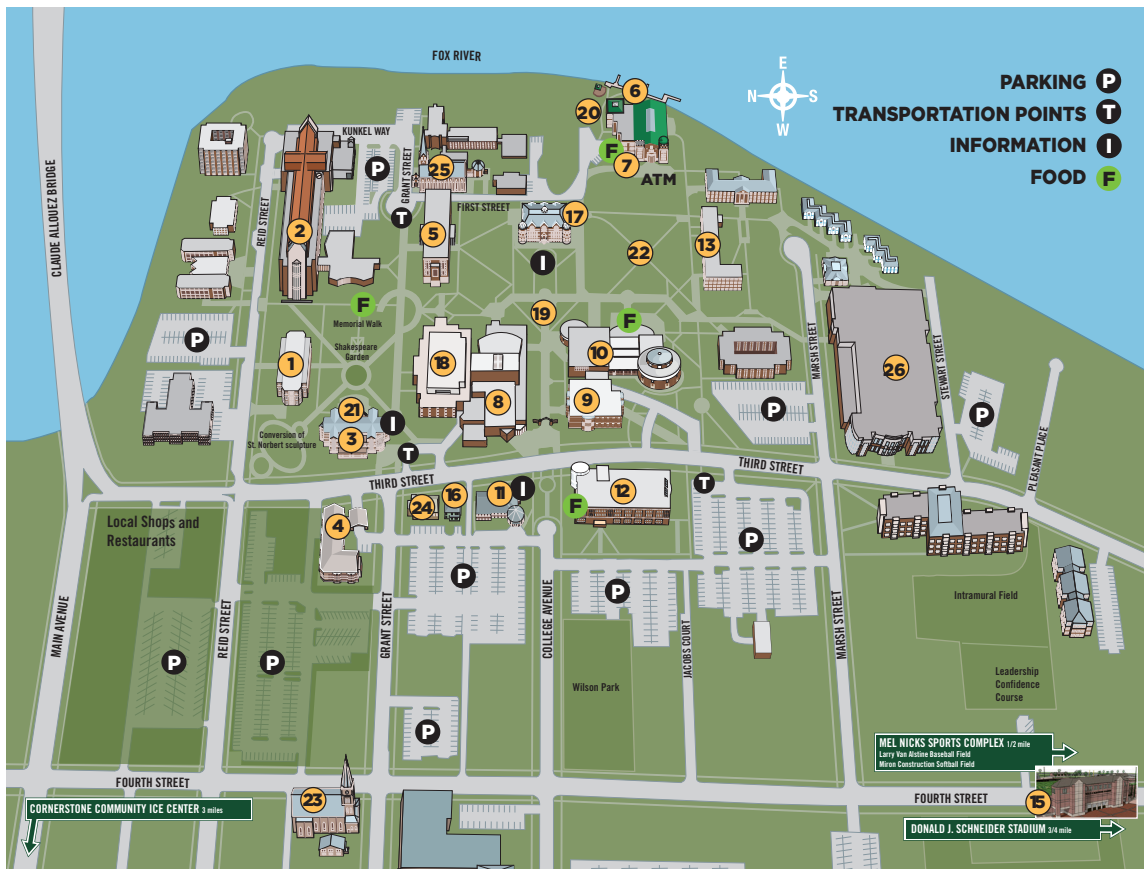 FOX RIVER
E
N S
W
PARKING P
TRANSPORTATION POINTS T
INFORMATION I
FOOD F
CLAUDE ALLOUEZ BRIDGE
6
20
KUNKEL WAY
P
GRANT STREET
25
F
7
ATM
REID STREET
2
T
5
FIRST STREET
17
I
22
13
F
Memorial Walk
Shakespeare
Garden
19
F
P
1
18
10
MARSH STREET
26
STEWART STREET
8
9
P
P
21
3
I
Conversion of
St. Norbert sculpture
T
THIRD STREET
THIRD STREET
PLEASANT PLACE
Local Shops and
Restaurants
4
24
16
11
I
F
12
T
P
P
P
Intramural Field
MAIN AVENUE
REID STREET
GRANT STREET
COLLEGE AVENUE
JACOBS COURT
MARSH STREET
P
P
Wilson Park
Leadership
Confidence
Course
P
MEL NICKS SPORTS COMPLEX 1/2 mile
Larry Van Alstine Baseball Field
Miron Construction Softball Field
FOURTH STREET
23
FOURTH STREET
15
CORNERSTONE COMMUNITY ICE CENTER 3 miles
DONALD J. SCHNEIDER STADIUM 3/4 mile